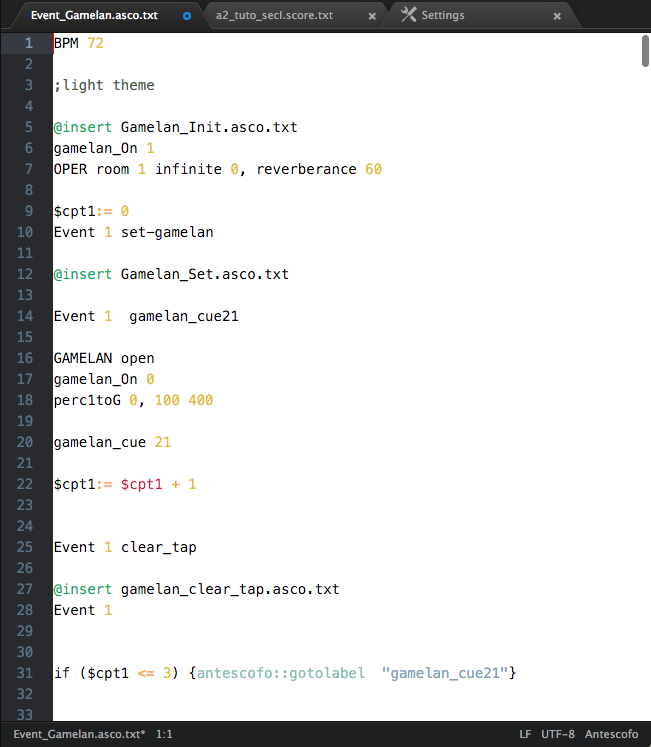 Event_Gamelan.asco.txt a2_tuto_secl.score.txt × Settings ×
1 BPM 72
2
3 ;light theme
4
5 @insert Gamelan_Init.asco.txt
6 gamelan_On 1
7 OPER room 1 infinite 0, reverberance 60
8
9 $cpt1:= 0
10 Event 1 set-gamelan
11
12 @insert Gamelan_Set.asco.txt
13
14 Event 1  gamelan_cue21
15
16 GAMELAN open
17 gamelan_On 0
18 perc1toG 0, 100 400
19
20 gamelan_cue 21
21
22 $cpt1:= $cpt1 + 1
23
24
25 Event 1 clear_tap
26
27 @insert gamelan_clear_tap.asco.txt
28 Event 1
29
30
31 if ($cpt1 <= 3) {antescofo::gotolabel  "gamelan_cue21"}
32
33
Event_Gamelan.asco.txt* 1:1 LF UTF-8 Antescofo